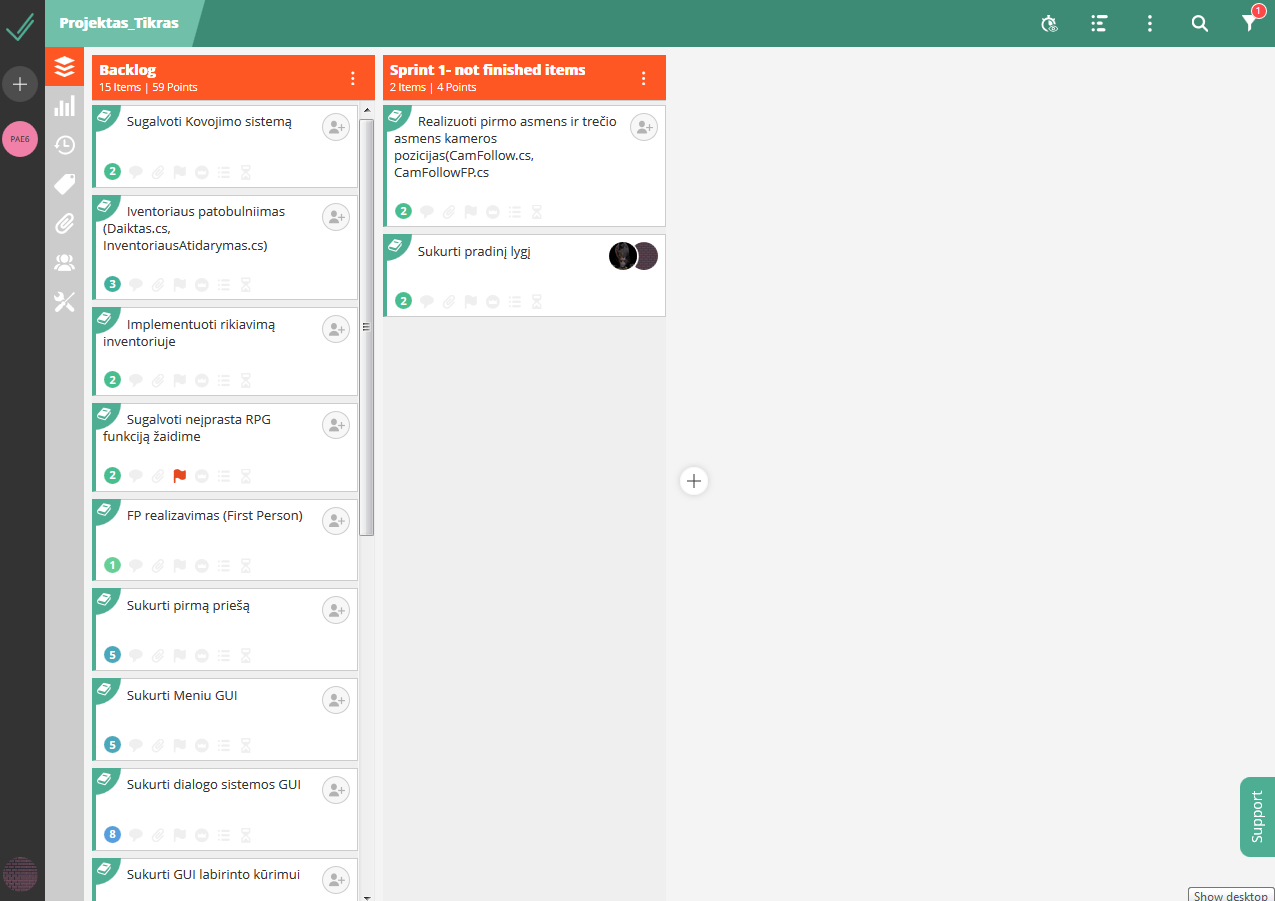 Projektas_Tikras
1
PAE6
Backlog
15 Items | 59 Points
Sugalvoti Kovojimo sistemą
2
Iventoriaus patobulniimas
(Daiktas.cs,
InventoriausAtidarymas.cs)
3
Implementuoti rikiavimą
inventoriuje
2
Sugalvoti neįprasta RPG
funkciją žaidime
2
FP realizavimas (First Person)
1
Sukurti pirmą priešą
5
Sukurti Meniu GUI
5
Sukurti dialogo sistemos GUI
8
Sukurti GUI labirinto kūrimui
Sprint 1- not finished items
2 Items | 4 Points
Realizuoti pirmo asmens ir trečio
asmens kameros
pozicijas(CamFollow.cs,
CamFollowFP.cs
2
Sukurti pradinį lygį
2
Support
Show desktop